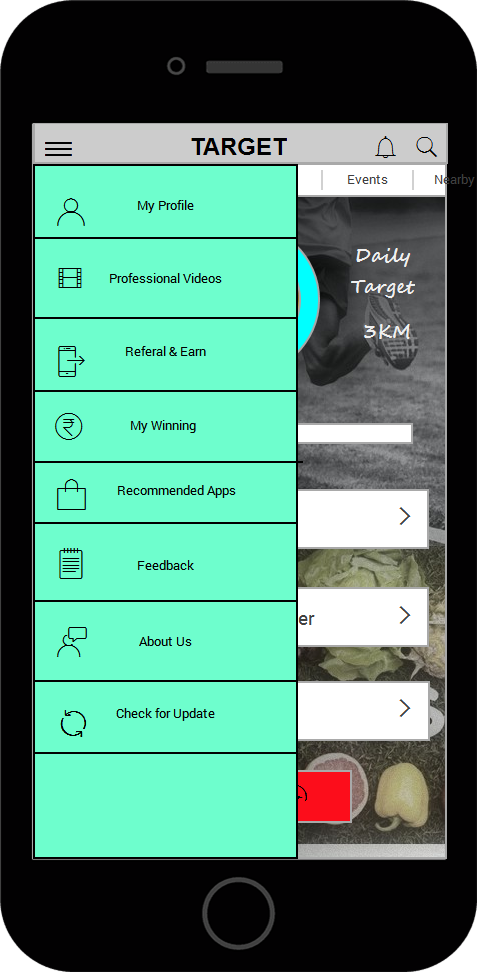 TARGET
Events
Nearby
My Profile
Professional Videos
Referal & Earn
My Winning
Recommended Apps
Feedback
About Us
Check for Update
Daily
Target
3KM
er